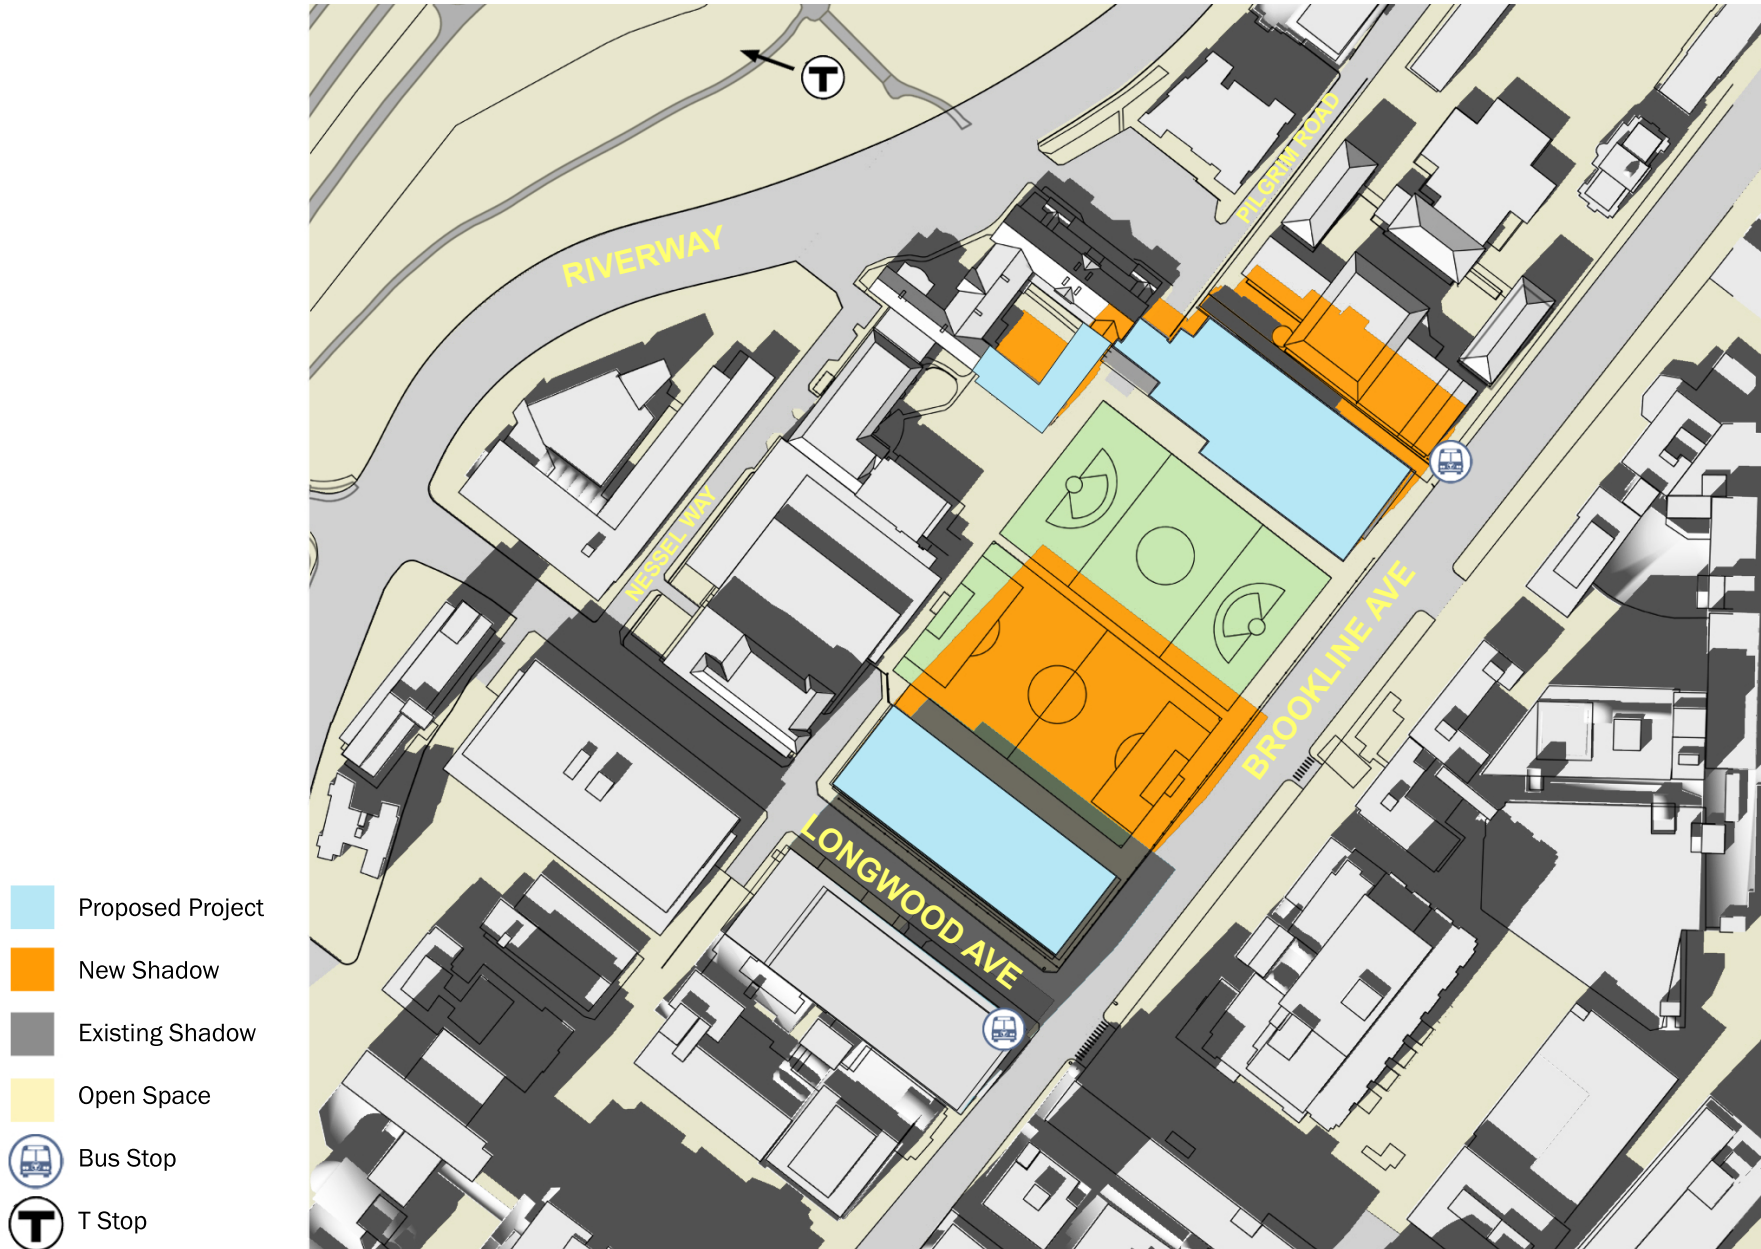 T
PILGRIM ROAD
RIVERWAY
NESSEL WAY
BROOKLINE AVE
LONGWOOD AVE
Proposed Project
New Shadow
Existing Shadow
Open Space
Bus Stop
T
T Stop